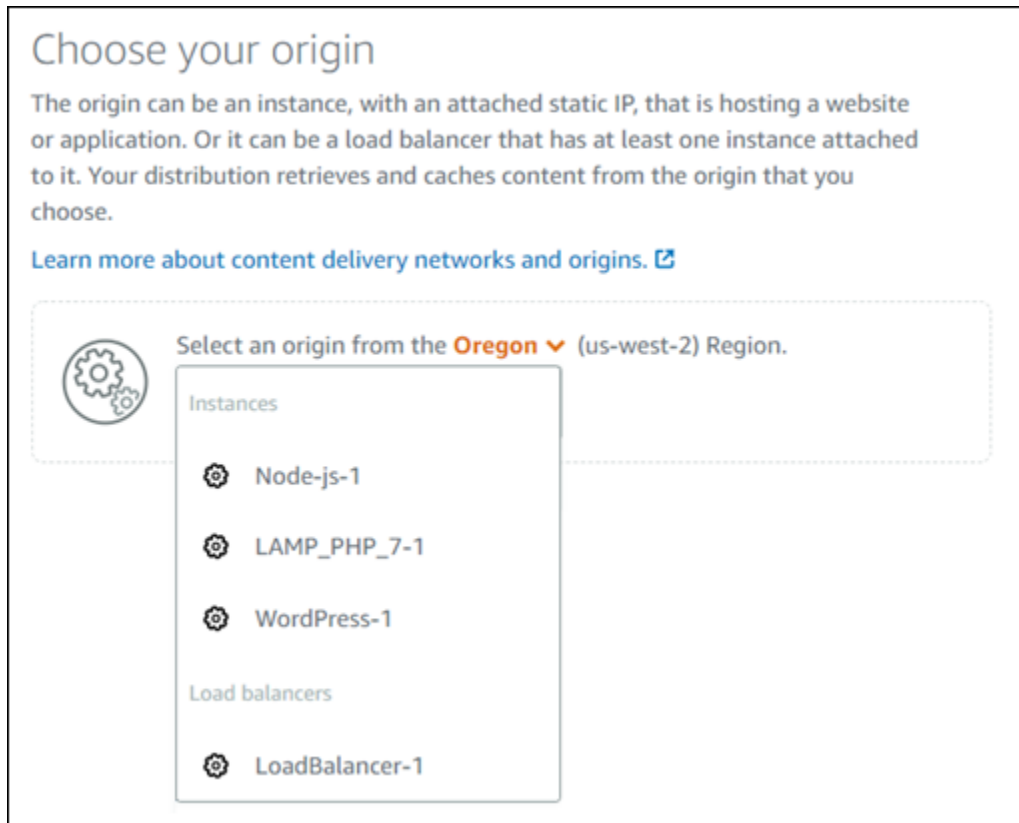 Choose your origin
The origin can be an instance, with an attached static IP, that is hosting a website
or application. Or it can be a load balancer that has at least one instance attached
to it. Your distribution retrieves and caches content from the origin that you
choose.
Learn more about content delivery networks and origins.
Select an origin from the Oregon (us-west-2) Region.
Instances
Node-js-1
LAMP_PHP_7-1
WordPress-1
Load balancers
LoadBalancer-1